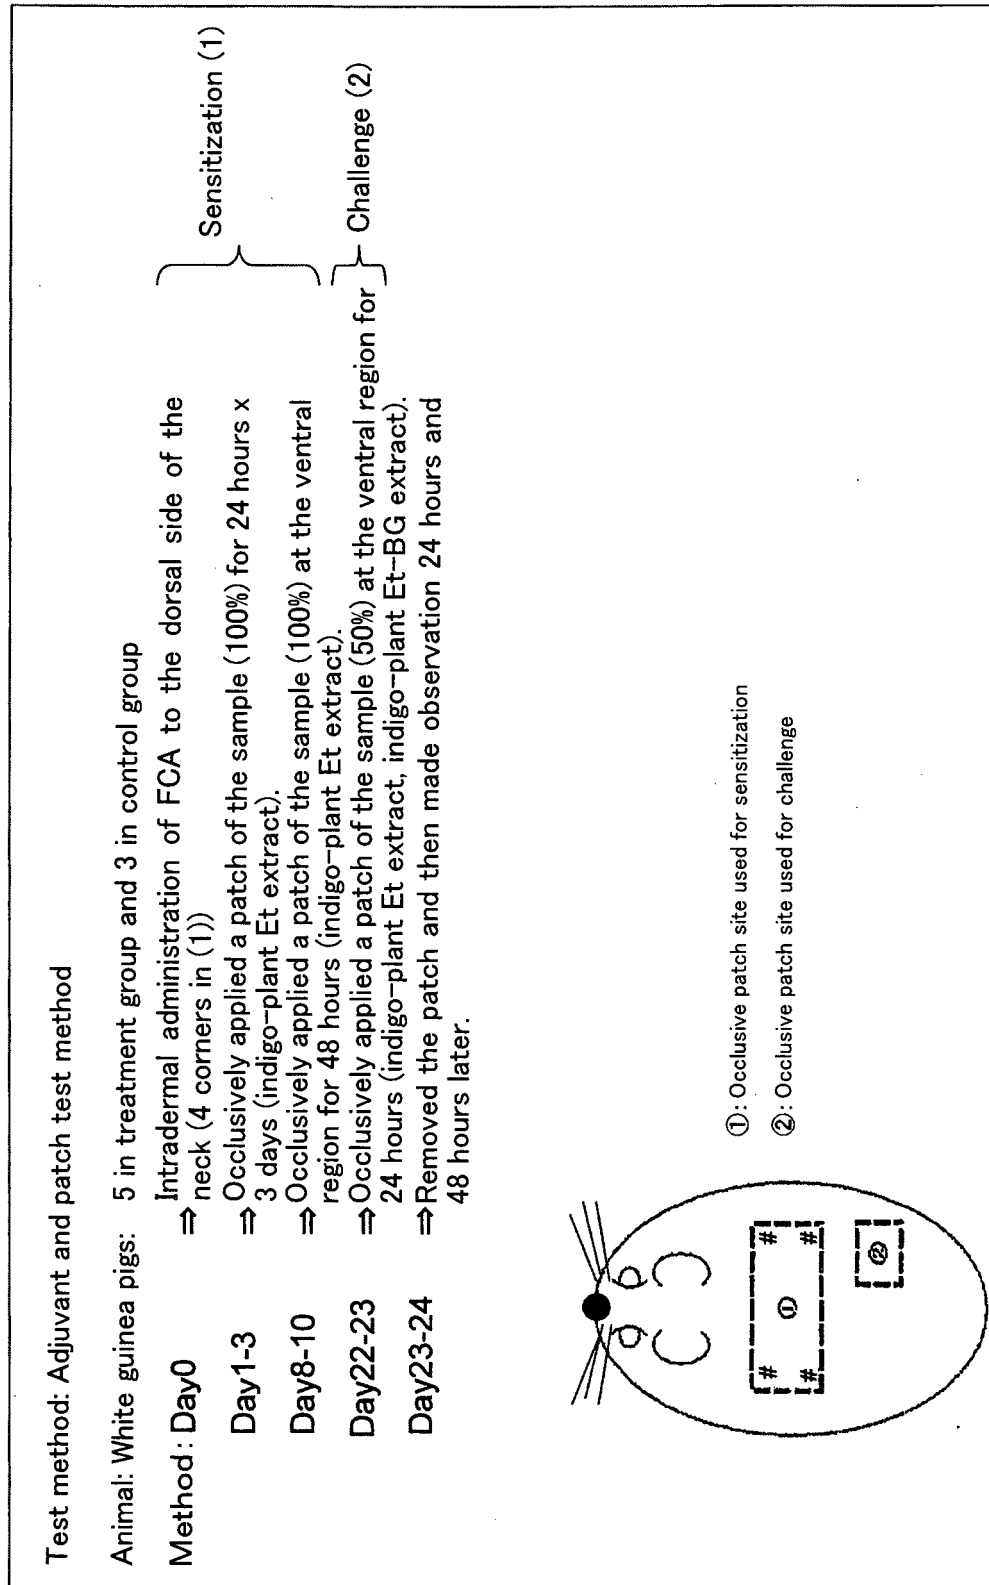 Test method: Adjuvant and patch test method
Animal: White guinea pigs: 5 in treatment group and 3 in control group
Method: Day0 ⇒ Intradermal administration of FCA to the dorsal side of the
neck (4 corners in (1))
Day1-3 ⇒ Occlusively applied a patch of the sample (100%) for 24 hours x
3 days (indigo-plant Et extract).
Day8-10 ⇒ Occlusively applied a patch of the sample (100%) at the ventral
region for 48 hours (indigo-plant Et extract).
Day22-23 ⇒ Occlusively applied a patch of the sample (50%) at the ventral region for
24 hours (indigo-plant Et extract, indigo-plant Et-BG extract).
Day23-24 ⇒ Removed the patch and then made observation 24 hours and
48 hours later.
Sensitization (1)
Challenge (2)
# #
①
# #
②
①: Occlusive patch site used for sensitization
②: Occlusive patch site used for challenge